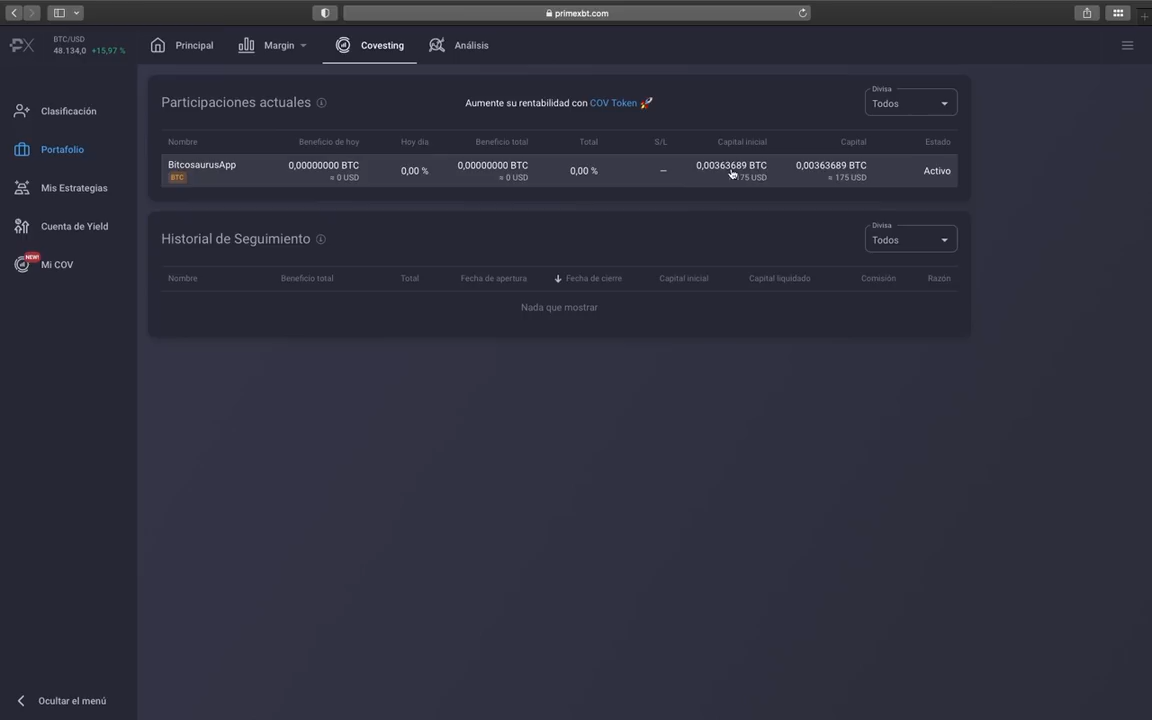 primexbt.com
PX
BTC/USD
48.134,0 +15,97 %
Principal
Margin
Covesting
Análisis
Clasificación
Portafolio
Mis Estrategias
Cuenta de Yield
NEW!
Mi COV
Ocultar el menú
Participaciones actuales
Aumente su rentabilidad con COV Token 🚀
Divisa
Todos
Nombre Beneficio de hoy Hoy día Beneficio total Total S/L Capital inicial Capital Estado
BitcosaurusApp 0,00000000 BTC 0,00 % 0,00000000 BTC 0,00 % – 0,00363689 BTC 0,00363689 BTC Activo
BTC ≈ 0 USD ≈ 0 USD 175 USD ≈ 175 USD
Historial de Seguimiento
Divisa
Todos
Nombre Beneficio total Total Fecha de apertura Fecha de cierre Capital inicial Capital liquidado Comisión Razón
Nada que mostrar